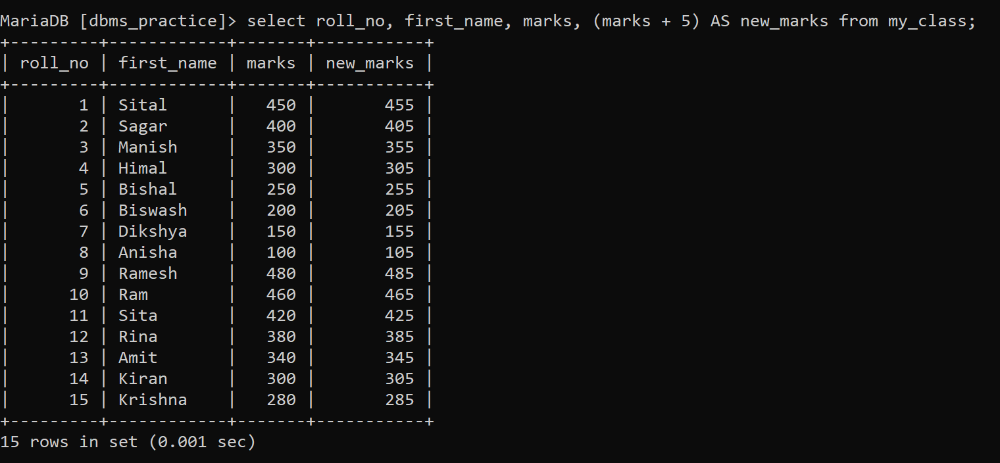 MariaDB [dbms_practice]> select roll_no, first_name, marks, (marks + 5) AS new_marks from my_class;
+---------+------------+-------+-----------+
| roll_no | first_name | marks | new_marks |
+---------+------------+-------+-----------+
|       1 | Sital      |   450 |       455 |
|       2 | Sagar      |   400 |       405 |
|       3 | Manish     |   350 |       355 |
|       4 | Himal      |   300 |       305 |
|       5 | Bishal     |   250 |       255 |
|       6 | Biswash    |   200 |       205 |
|       7 | Dikshya    |   150 |       155 |
|       8 | Anisha     |   100 |       105 |
|       9 | Ramesh     |   480 |       485 |
|      10 | Ram        |   460 |       465 |
|      11 | Sita       |   420 |       425 |
|      12 | Rina       |   380 |       385 |
|      13 | Amit       |   340 |       345 |
|      14 | Kiran      |   300 |       305 |
|      15 | Krishna    |   280 |       285 |
+---------+------------+-------+-----------+
15 rows in set (0.001 sec)